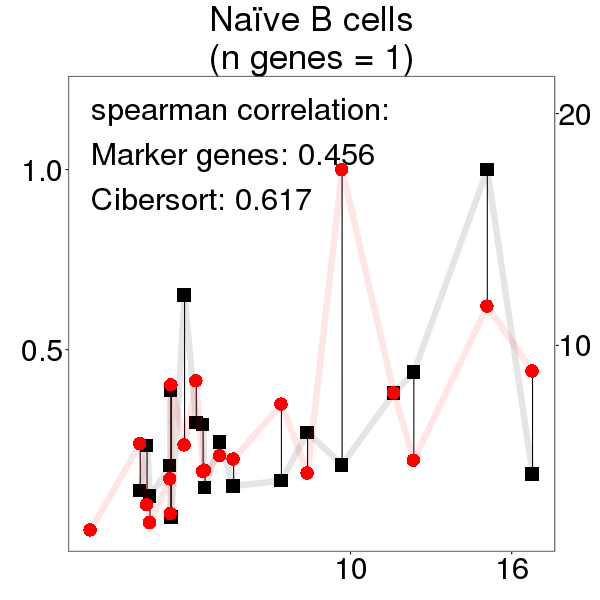 Naïve B cells
(n genes = 1)
spearman correlation:
Marker genes: 0.456
Cibersort: 0.617
1.0
0.5
20
10
10
16